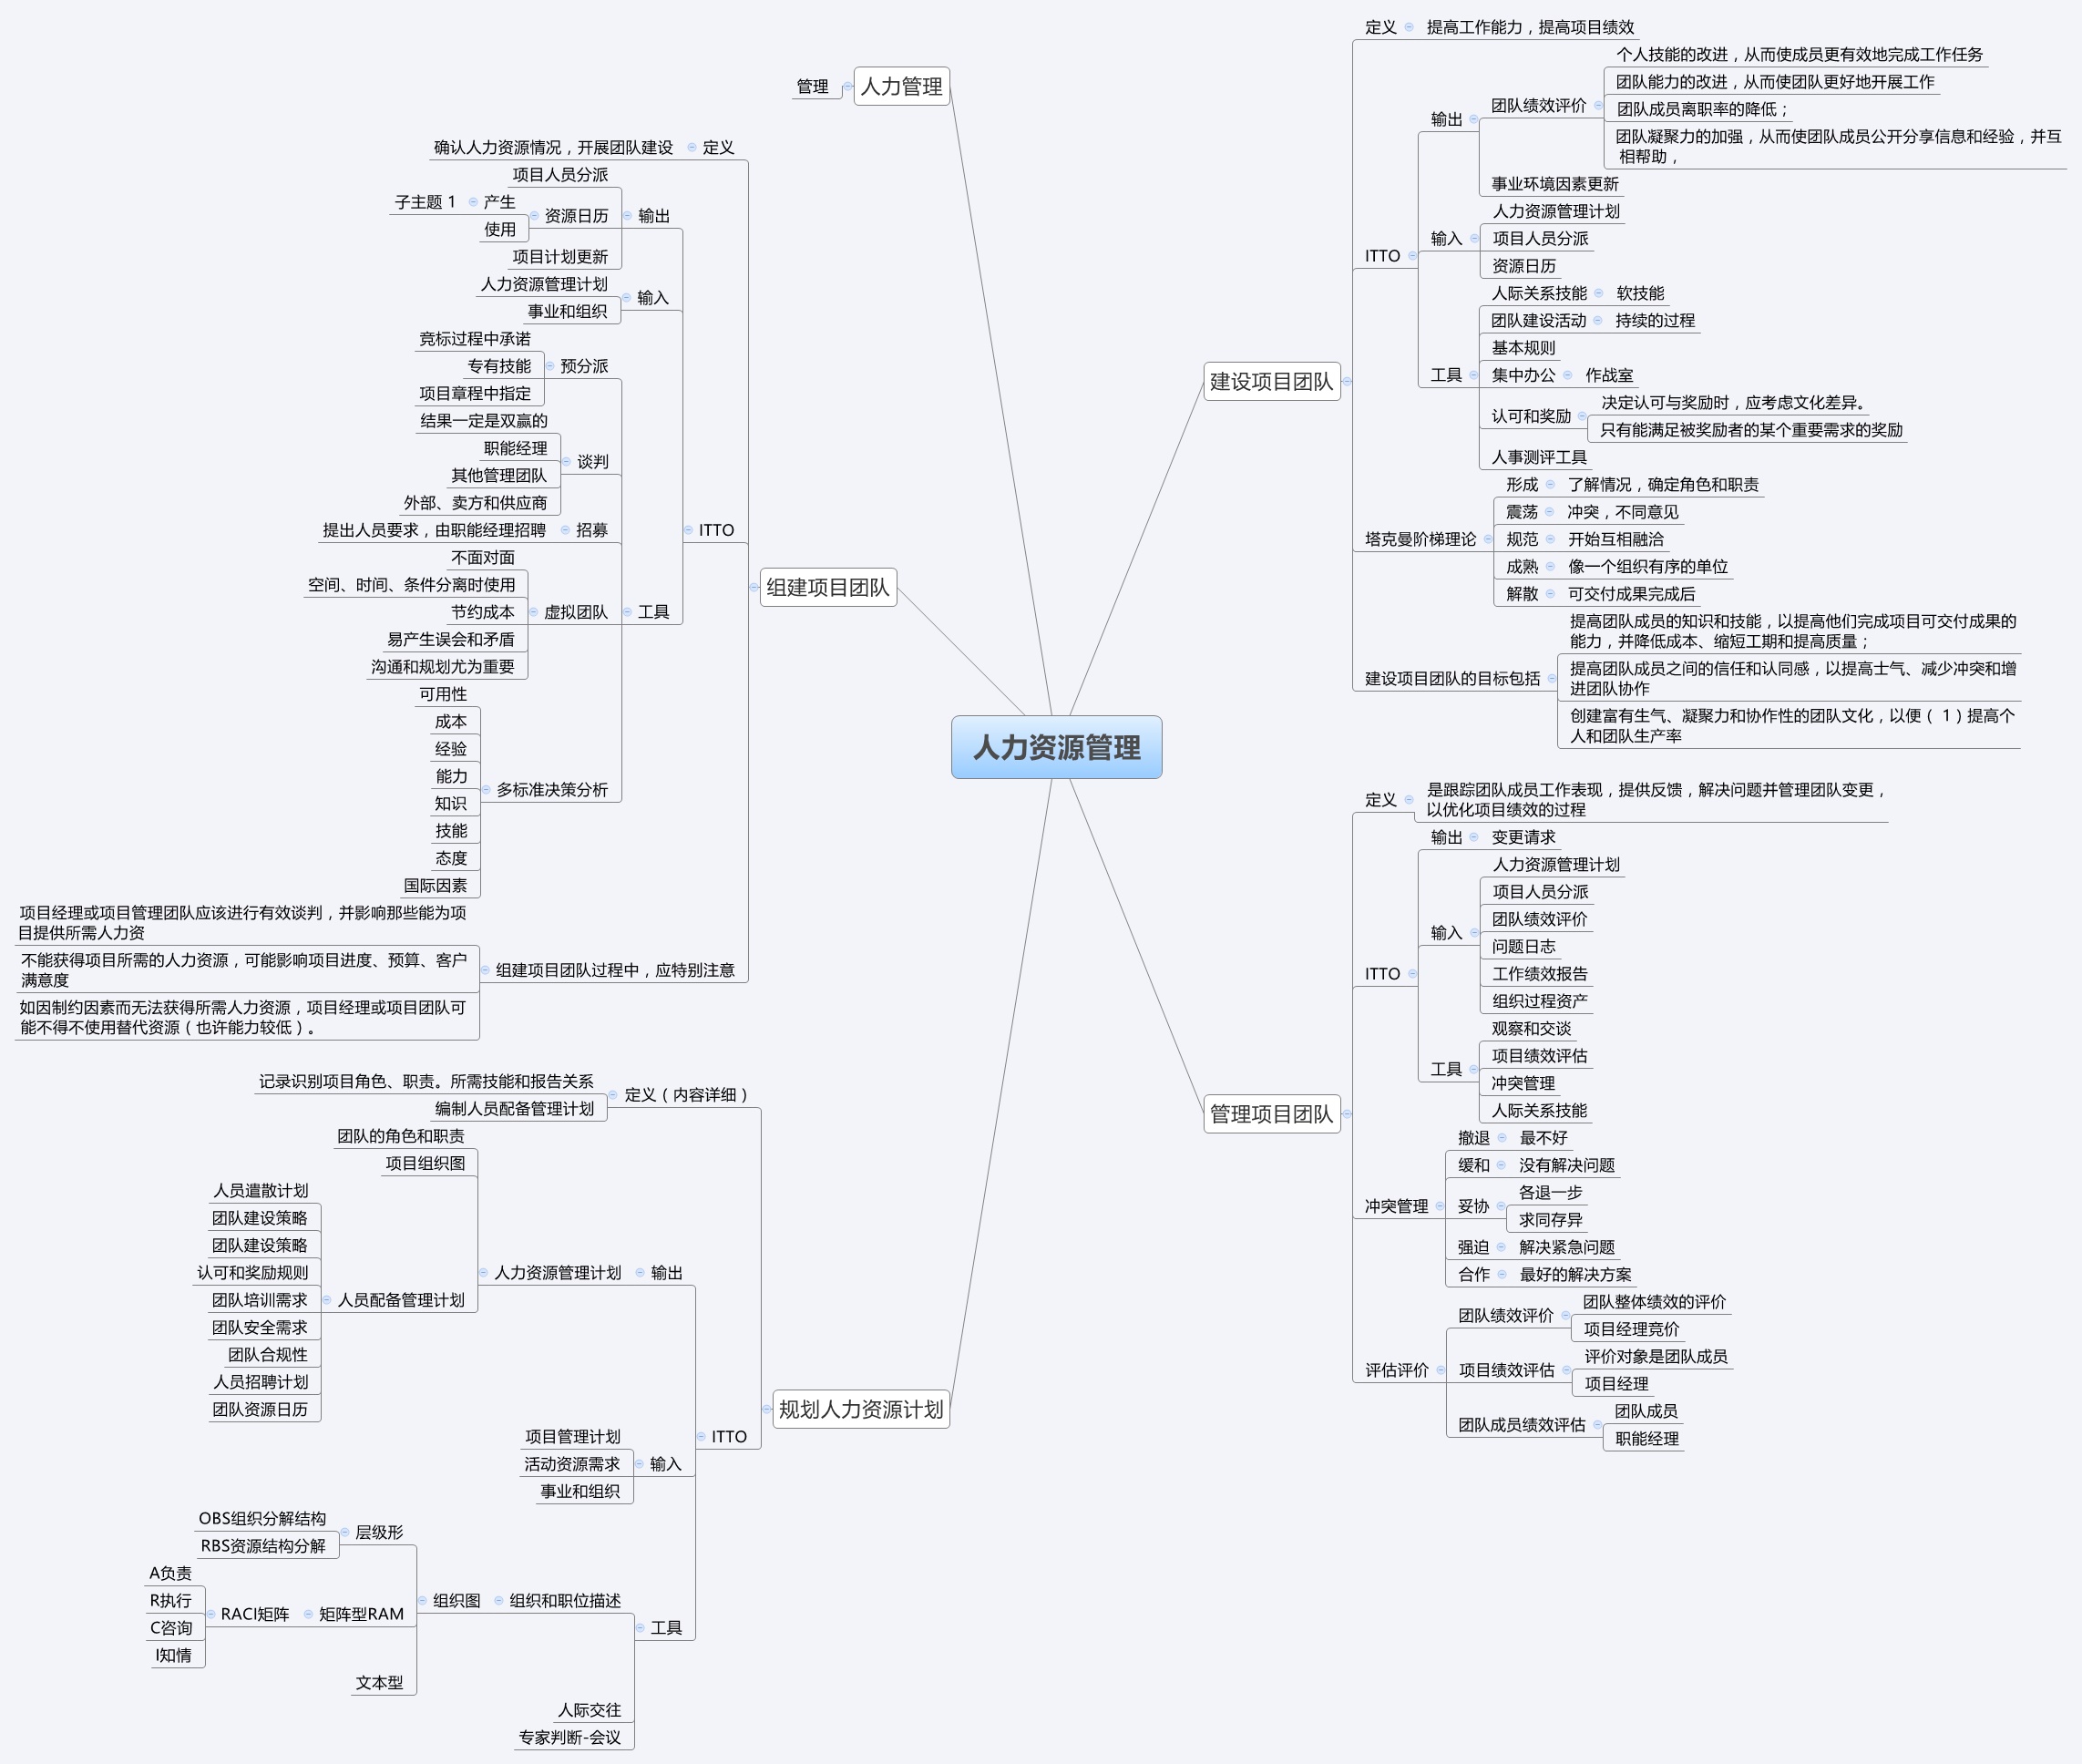 人力资源管理
人力管理
管理
建设项目团队
定义
提高工作能力，提高项目绩效
ITTO
输出
团队绩效评价
个人技能的改进，从而使成员更有效地完成工作任务
团队能力的改进，从而使团队更好地开展工作
团队成员离职率的降低；
团队凝聚力的加强，从而使团队成员公开分享信息和经验，并互
相帮助，
事业环境因素更新
输入
人力资源管理计划
项目人员分派
资源日历
工具
人际关系技能
软技能
团队建设活动
持续的过程
基本规则
集中办公
作战室
认可和奖励
决定认可与奖励时，应考虑文化差异。
只有能满足被奖励者的某个重要需求的奖励
人事测评工具
塔克曼阶梯理论
形成
了解情况，确定角色和职责
震荡
冲突，不同意见
规范
开始互相融洽
成熟
像一个组织有序的单位
解散
可交付成果完成后
建设项目团队的目标包括
提高团队成员的知识和技能，以提高他们完成项目可交付成果的
能力，并降低成本、缩短工期和提高质量；
提高团队成员之间的信任和认同感，以提高士气、减少冲突和增
进团队协作
创建富有生气、凝聚力和协作性的团队文化，以便（ 1）提高个
人和团队生产率
管理项目团队
定义
是跟踪团队成员工作表现，提供反馈，解决问题并管理团队变更，
以优化项目绩效的过程
ITTO
输出
变更请求
输入
人力资源管理计划
项目人员分派
团队绩效评价
问题日志
工作绩效报告
组织过程资产
工具
观察和交谈
项目绩效评估
冲突管理
人际关系技能
冲突管理
撤退
最不好
缓和
没有解决问题
妥协
各退一步
求同存异
强迫
解决紧急问题
合作
最好的解决方案
评估评价
团队绩效评价
团队整体绩效的评价
项目经理竞价
项目绩效评估
评价对象是团队成员
项目经理
团队成员绩效评估
团队成员
职能经理
组建项目团队
定义
确认人力资源情况，开展团队建设
ITTO
输出
项目人员分派
资源日历
产生
子主题 1
使用
项目计划更新
输入
人力资源管理计划
事业和组织
工具
预分派
竞标过程中承诺
专有技能
项目章程中指定
谈判
结果一定是双赢的
职能经理
其他管理团队
外部、卖方和供应商
招募
提出人员要求，由职能经理招聘
虚拟团队
不面对面
空间、时间、条件分离时使用
节约成本
易产生误会和矛盾
沟通和规划尤为重要
多标准决策分析
可用性
成本
经验
能力
知识
技能
态度
国际因素
组建项目团队过程中，应特别注意
项目经理或项目管理团队应该进行有效谈判，并影响那些能为项
目提供所需人力资
不能获得项目所需的人力资源，可能影响项目进度、预算、客户
满意度
如因制约因素而无法获得所需人力资源，项目经理或项目团队可
能不得不使用替代资源（也许能力较低）。
规划人力资源计划
定义（内容详细）
记录识别项目角色、职责。所需技能和报告关系
编制人员配备管理计划
ITTO
输出
人力资源管理计划
团队的角色和职责
项目组织图
人员配备管理计划
人员遣散计划
团队建设策略
团队建设策略
认可和奖励规则
团队培训需求
团队安全需求
团队合规性
人员招聘计划
团队资源日历
输入
项目管理计划
活动资源需求
事业和组织
工具
组织和职位描述
组织图
层级形
OBS组织分解结构
RBS资源结构分解
矩阵型RAM
RACI矩阵
A负责
R执行
C咨询
I知情
文本型
人际交往
专家判断-会议